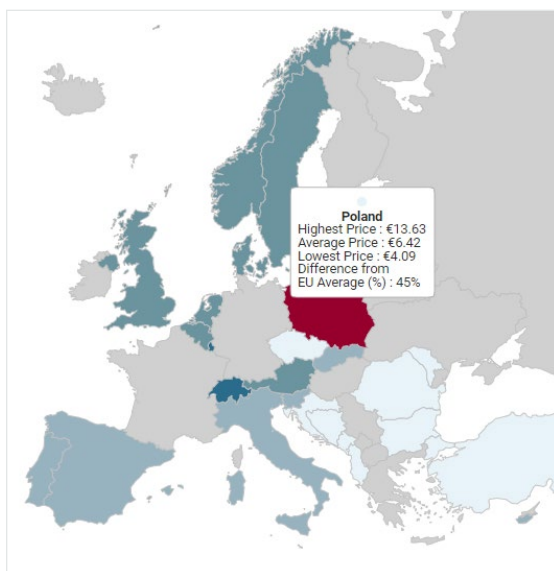 Poland
Highest Price : €13.63
Average Price : €6.42
Lowest Price : €4.09
Difference from
EU Average (%) : 45%